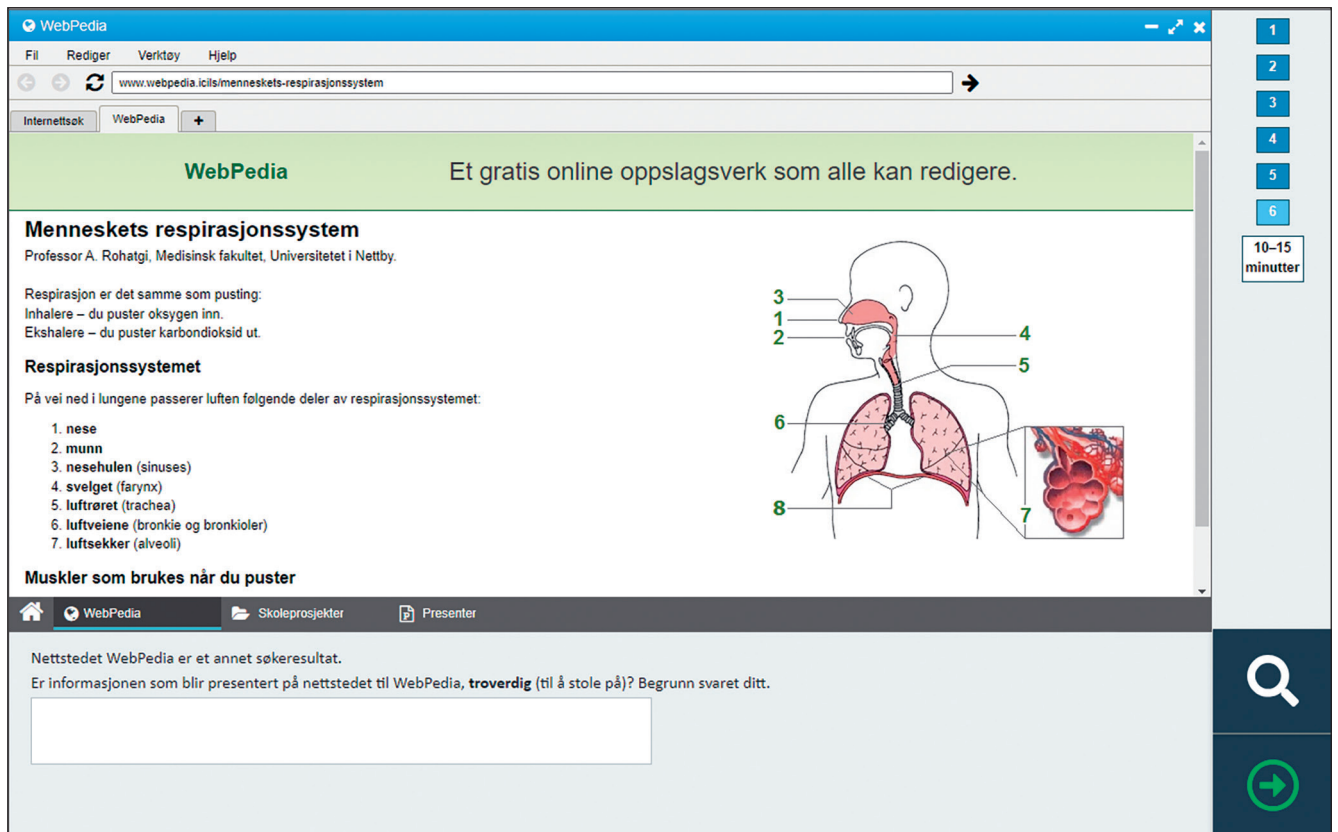 WebPedia
Fil Rediger Verktøy Hjelp
www.webpedia.icils/menneskets-respirasjonssystem
Internettsøk WebPedia +
WebPedia Et gratis online oppslagsverk som alle kan redigere.
Menneskets respirasjonssystem
Professor A. Rohatgi, Medisinsk fakultet, Universitetet i Nettby.
Respirasjon er det samme som pusting:
Inhalere – du puster oksygen inn.
Ekshalere – du puster karbondioksid ut.
Respirasjonssystemet
På vei ned i lungene passerer luften følgende deler av respirasjonssystemet:
1. nese
2. munn
3. nesehulen (sinuses)
4. svelget (farynx)
5. luftrøret (trachea)
6. luftveiene (bronkie og bronkioler)
7. luftsekker (alveoli)
Muskler som brukes når du puster
3
1
2
4
5
6
7
8
WebPedia Skoleprosjekter Presenter
Nettstedet WebPedia er et annet søkeresultat.
Er informasjonen som blir presentert på nettstedet til WebPedia, troverdig (til å stole på)? Begrunn svaret ditt.
1
2
3
4
5
6
10–15
minutter